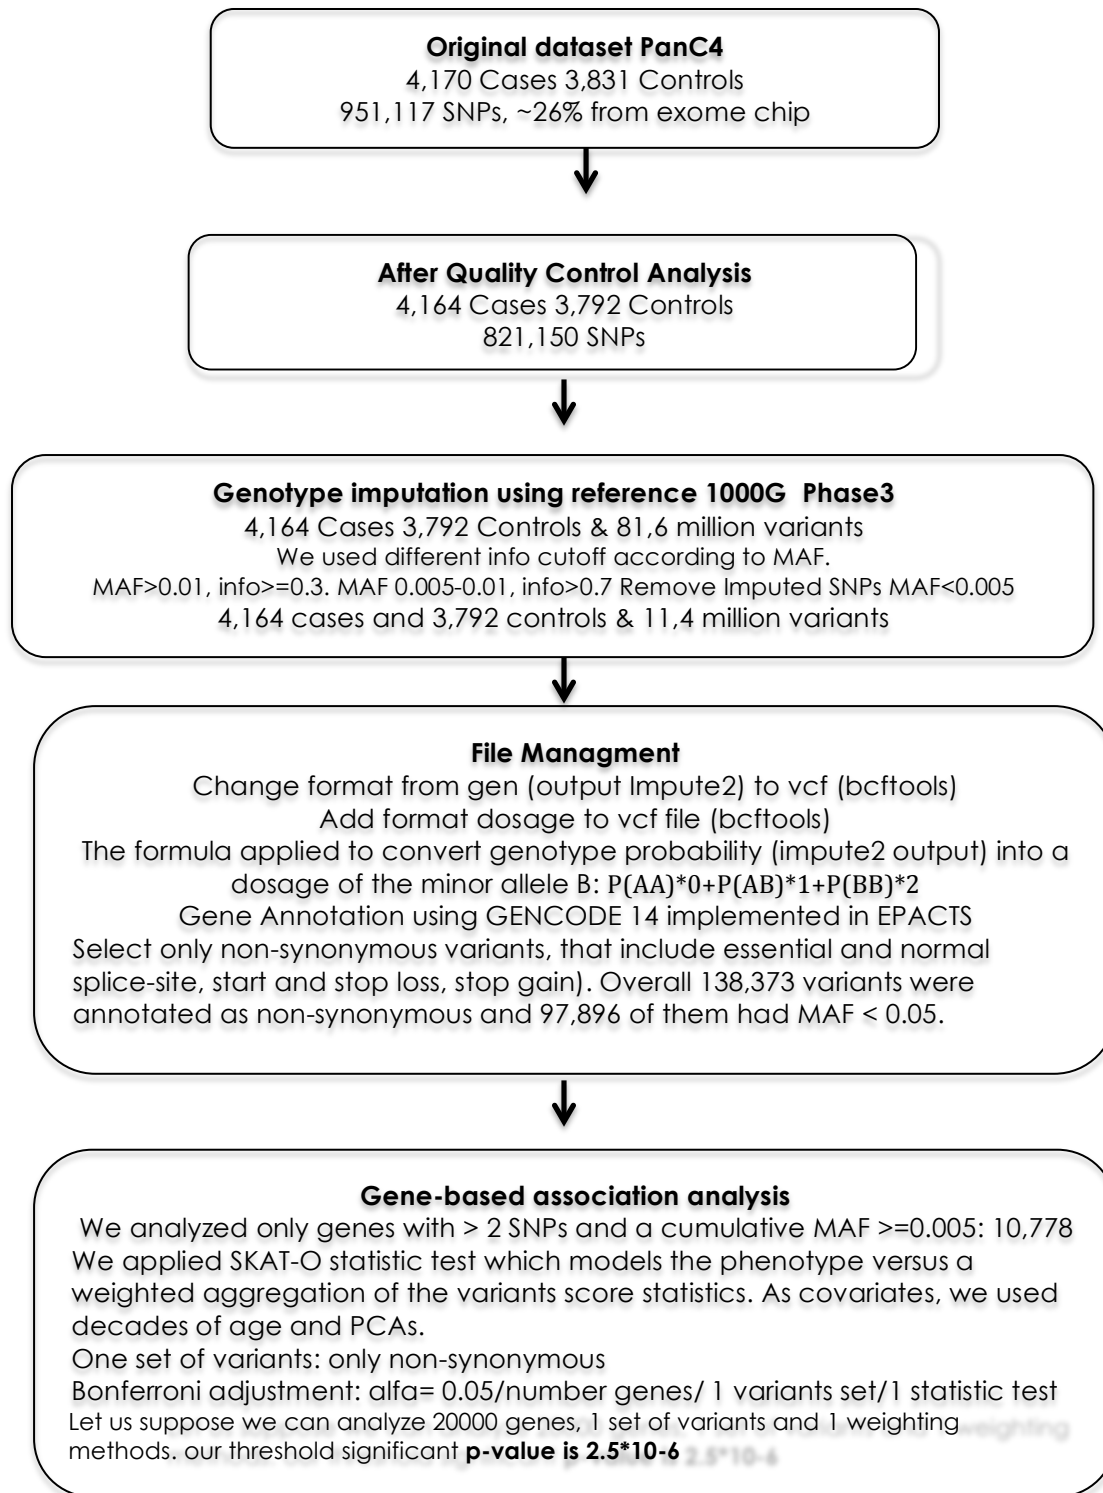 Original dataset PanC4
4,170 Cases 3,831 Controls
951,117 SNPs, ~26% from exome chip
After Quality Control Analysis
4,164 Cases 3,792 Controls
821,150 SNPs
Genotype imputation using reference 1000G Phase3
4,164 Cases 3,792 Controls & 81,6 million variants
We used different info cutoff according to MAF.
MAF>0.01, info>=0.3. MAF 0.005-0.01, info>0.7 Remove Imputed SNPs MAF<0.005
4,164 cases and 3,792 controls & 11,4 million variants
File Managment
Change format from gen (output Impute2) to vcf (bcftools)
Add format dosage to vcf file (bcftools)
The formula applied to convert genotype probability (impute2 output) into a
dosage of the minor allele B: P(AA)*0+P(AB)*1+P(BB)*2
Gene Annotation using GENCODE 14 implemented in EPACTS
Select only non-synonymous variants, that include essential and normal
splice-site, start and stop loss, stop gain). Overall 138,373 variants were
annotated as non-synonymous and 97,896 of them had MAF < 0.05.
Gene-based association analysis
We analyzed only genes with > 2 SNPs and a cumulative MAF >=0.005: 10,778
We applied SKAT-O statistic test which models the phenotype versus a
weighted aggregation of the variants score statistics. As covariates, we used
decades of age and PCAs.
One set of variants: only non-synonymous
Bonferroni adjustment: alfa= 0.05/number genes/ 1 variants set/1 statistic test
Let us suppose we can analyze 20000 genes, 1 set of variants and 1 weighting
methods. our threshold significant p-value is 2.5*10-6